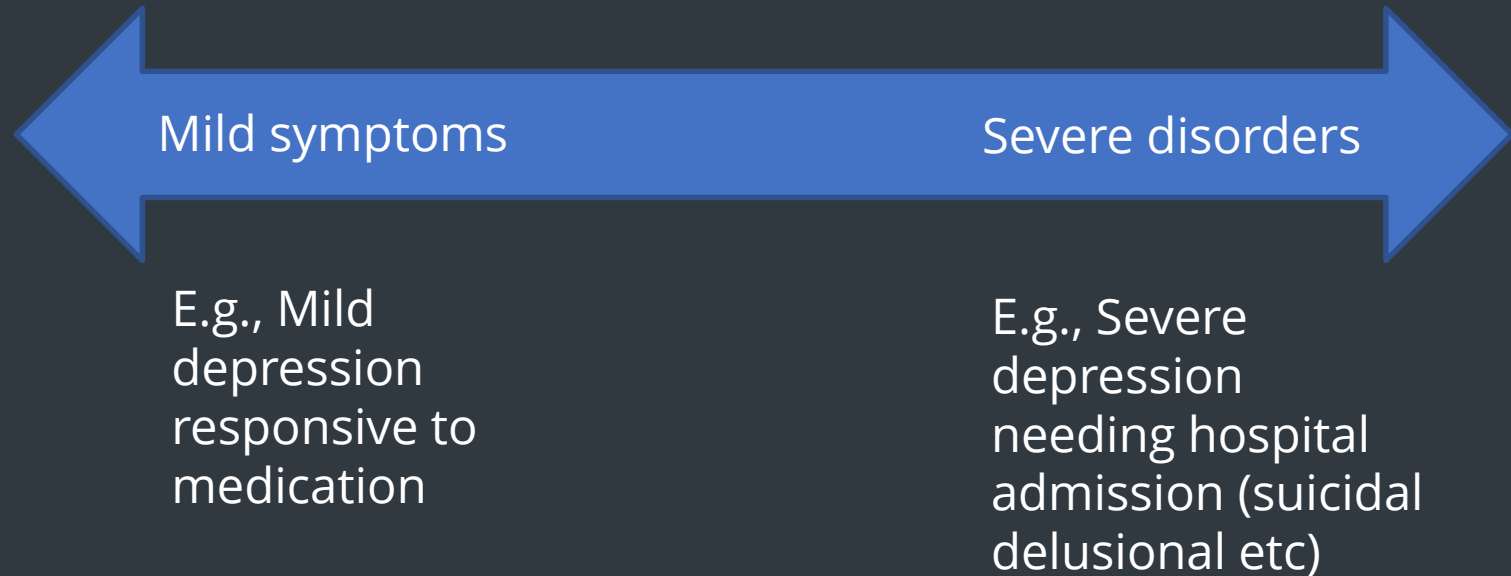 Mild symptoms
Severe disorders
E.g., Mild
depression
responsive to
medication
E.g., Severe
depression
needing hospital
admission (suicidal
delusional etc)